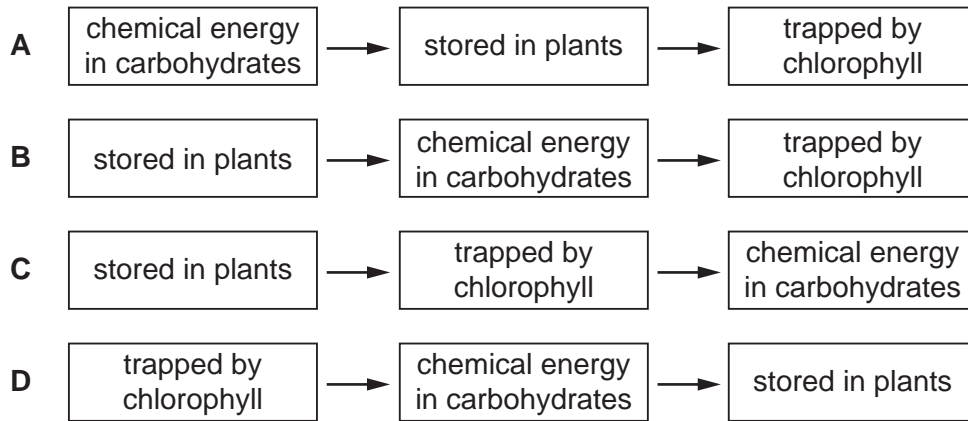 A
chemical energy
in carbohydrates
stored in plants
trapped by
chlorophyll
B
stored in plants
chemical energy
in carbohydrates
trapped by
chlorophyll
C
stored in plants
trapped by
chlorophyll
chemical energy
in carbohydrates
D
trapped by
chlorophyll
chemical energy
in carbohydrates
stored in plants